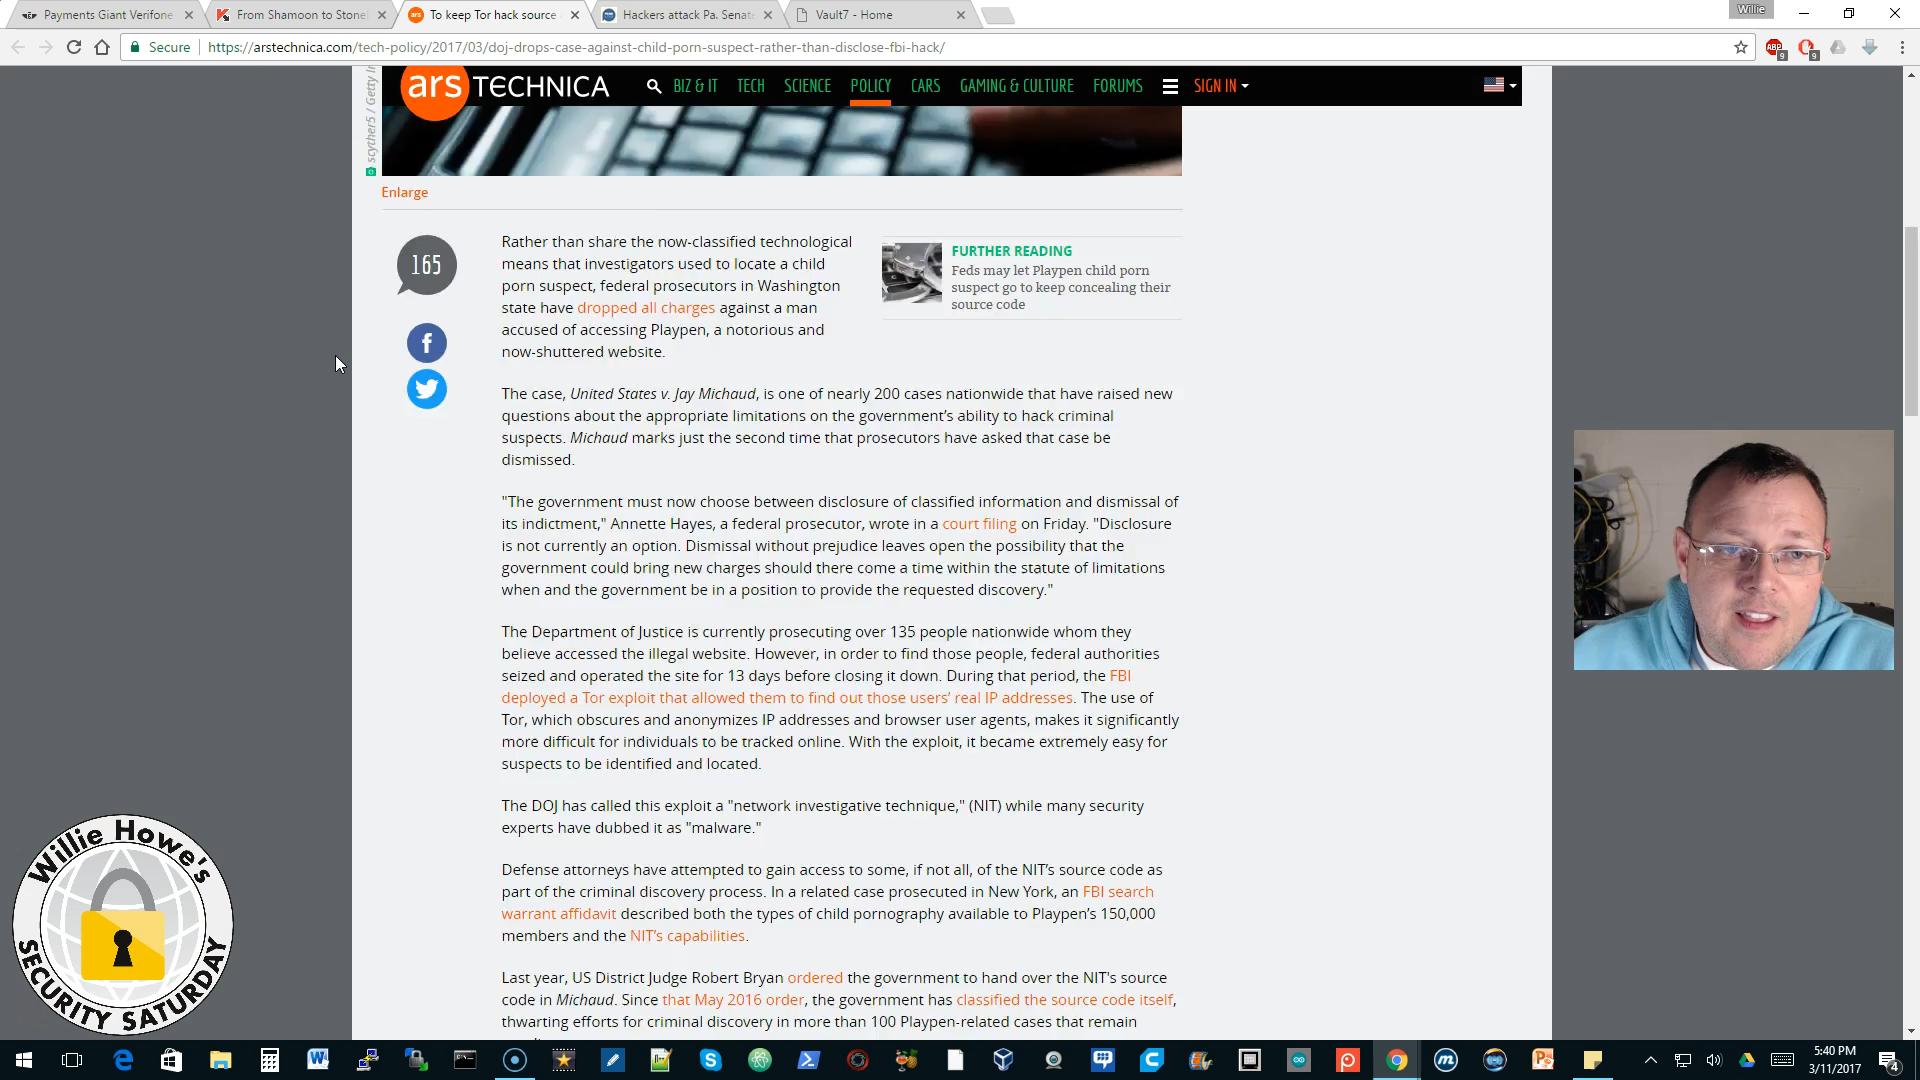 Payments Giant Verifone
From Shamoon to Stone
To keep Tor hack source
Hackers attack Pa. Senat
Vault7 - Home
Willie
Secure
https://arstechnica.com/tech-policy/2017/03/doj-drops-case-against-child-porn-suspect-rather-than-disclose-fbi-hack/
ABP
9
9
ars TECHNICA
BIZ & IT
TECH
SCIENCE
POLICY
CARS
GAMING & CULTURE
FORUMS
SIGN IN
scyther5 / Getty I
Enlarge
165
Rather than share the now-classified technological
means that investigators used to locate a child
porn suspect, federal prosecutors in Washington
state have dropped all charges against a man
accused of accessing Playpen, a notorious and
now-shuttered website.
FURTHER READING
Feds may let Playpen child porn
suspect go to keep concealing their
source code
The case, United States v. Jay Michaud, is one of nearly 200 cases nationwide that have raised new
questions about the appropriate limitations on the government's ability to hack criminal
suspects. Michaud marks just the second time that prosecutors have asked that case be
dismissed.
"The government must now choose between disclosure of classified information and dismissal of
its indictment," Annette Hayes, a federal prosecutor, wrote in a court filing on Friday. "Disclosure
is not currently an option. Dismissal without prejudice leaves open the possibility that the
government could bring new charges should there come a time within the statute of limitations
when and the government be in a position to provide the requested discovery."
The Department of Justice is currently prosecuting over 135 people nationwide whom they
believe accessed the illegal website. However, in order to find those people, federal authorities
seized and operated the site for 13 days before closing it down. During that period, the FBI
deployed a Tor exploit that allowed them to find out those users' real IP addresses. The use of
Tor, which obscures and anonymizes IP addresses and browser user agents, makes it significantly
more difficult for individuals to be tracked online. With the exploit, it became extremely easy for
suspects to be identified and located.
The DOJ has called this exploit a "network investigative technique," (NIT) while many security
experts have dubbed it as "malware."
Defense attorneys have attempted to gain access to some, if not all, of the NIT's source code as
part of the criminal discovery process. In a related case prosecuted in New York, an FBI search
warrant affidavit described both the types of child pornography available to Playpen's 150,000
members and the NIT's capabilities.
Last year, US District Judge Robert Bryan ordered the government to hand over the NIT's source
code in Michaud. Since that May 2016 order, the government has classified the source code itself,
thwarting efforts for criminal discovery in more than 100 Playpen-related cases that remain
Willie Howe's
SECURITY SATURDAY
5:40 PM
3/11/2017
4